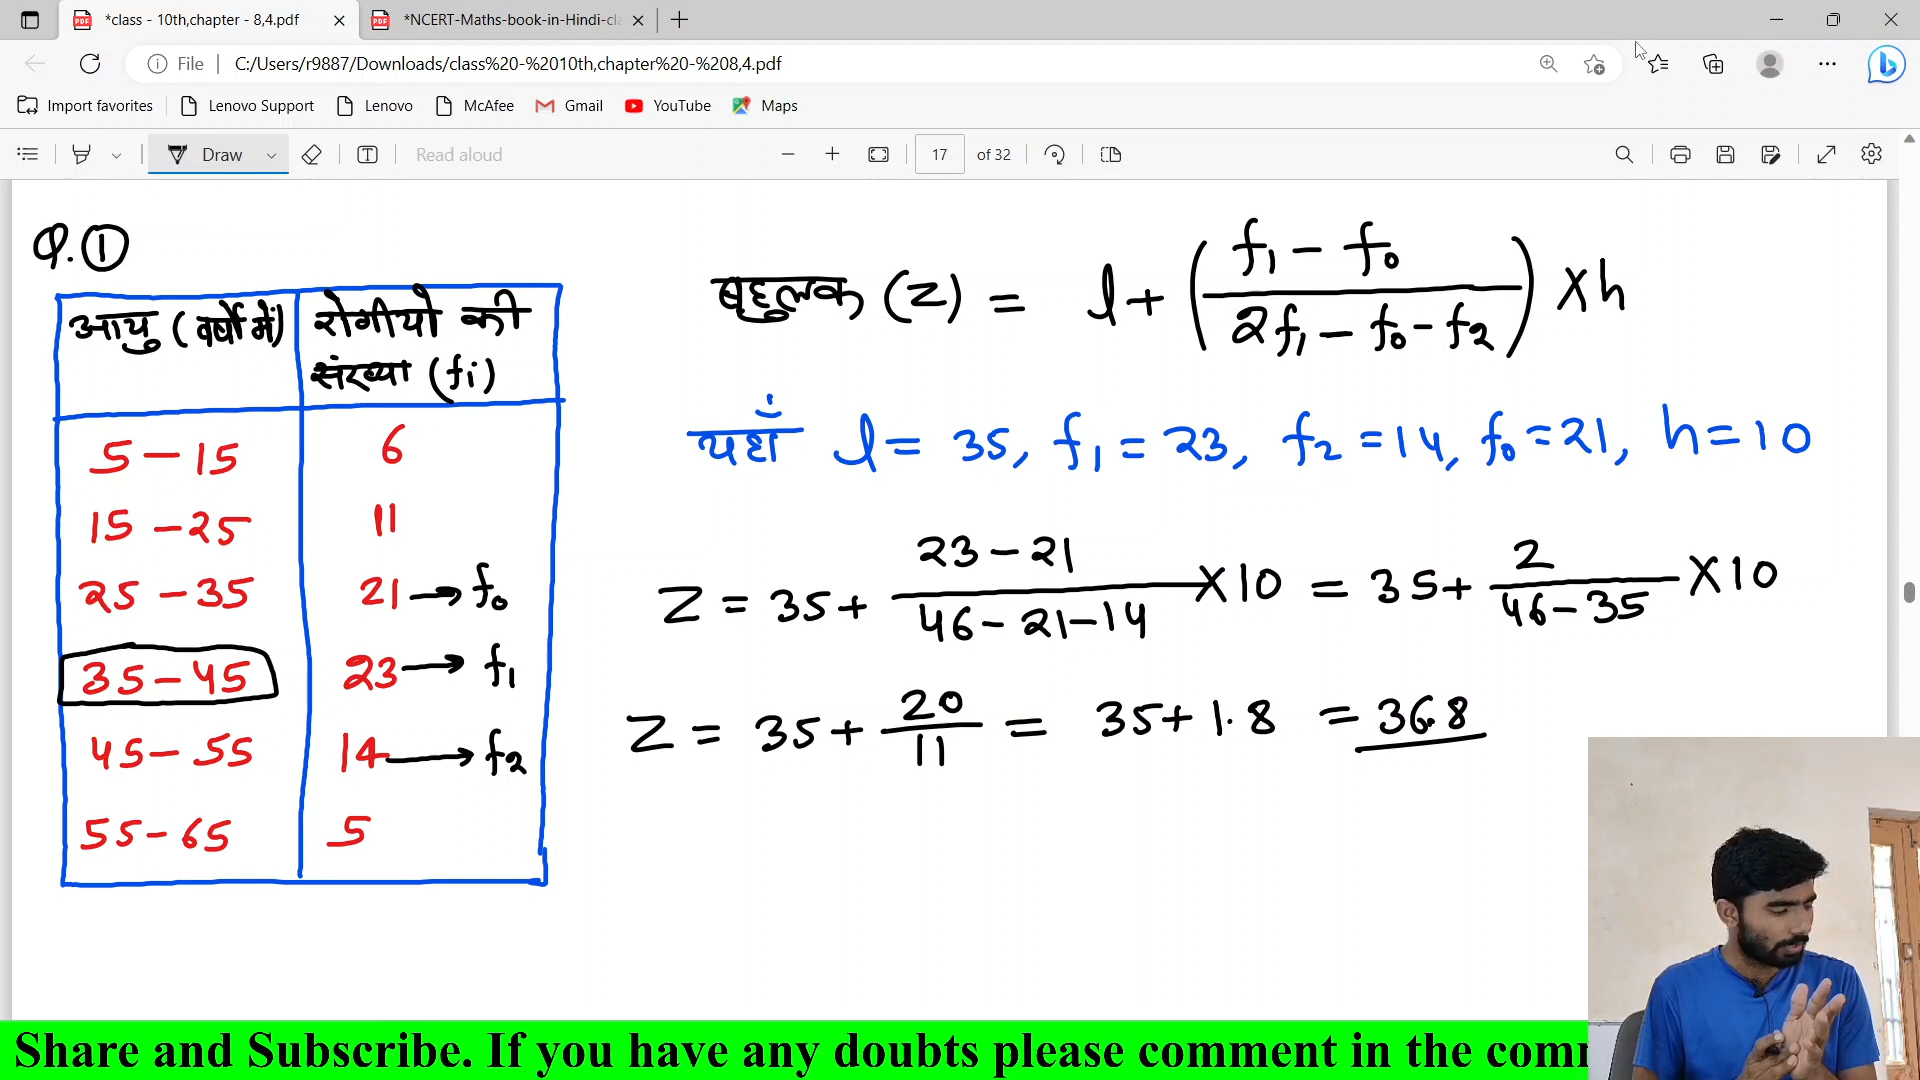 *class - 10th,chapter - 8,4.pdf
*NCERT-Maths-book-in-Hindi-cl
File
C:/Users/r9887/Downloads/class%20-%2010th,chapter%20-%208,4.pdf
Import favorites Lenovo Support Lenovo McAfee Gmail YouTube Maps
Draw Read aloud 17 of 32
Q. 1
आयु (वर्षों में) रोगीयो की संख्या (fi)
5 - 15 6
15 - 25 11
25 - 35 21 → f₀
35 - 45 23 → f₁
45 - 55 14 → f₂
55 - 65 5
बहुलक (Z) = l + (f₁ - f₀ / 2f₁ - f₀ - f₂) × h
यहाँ l = 35, f₁ = 23, f₂ = 14, f₀ = 21, h = 10
Z = 35 + 23 - 21 / 46 - 21 - 14 × 10 = 35 + 2 / 46 - 35 × 10
Z = 35 + 20 / 11 = 35 + 1.8 = 36.8
Share and Subscribe. If you have any doubts please comment in the com